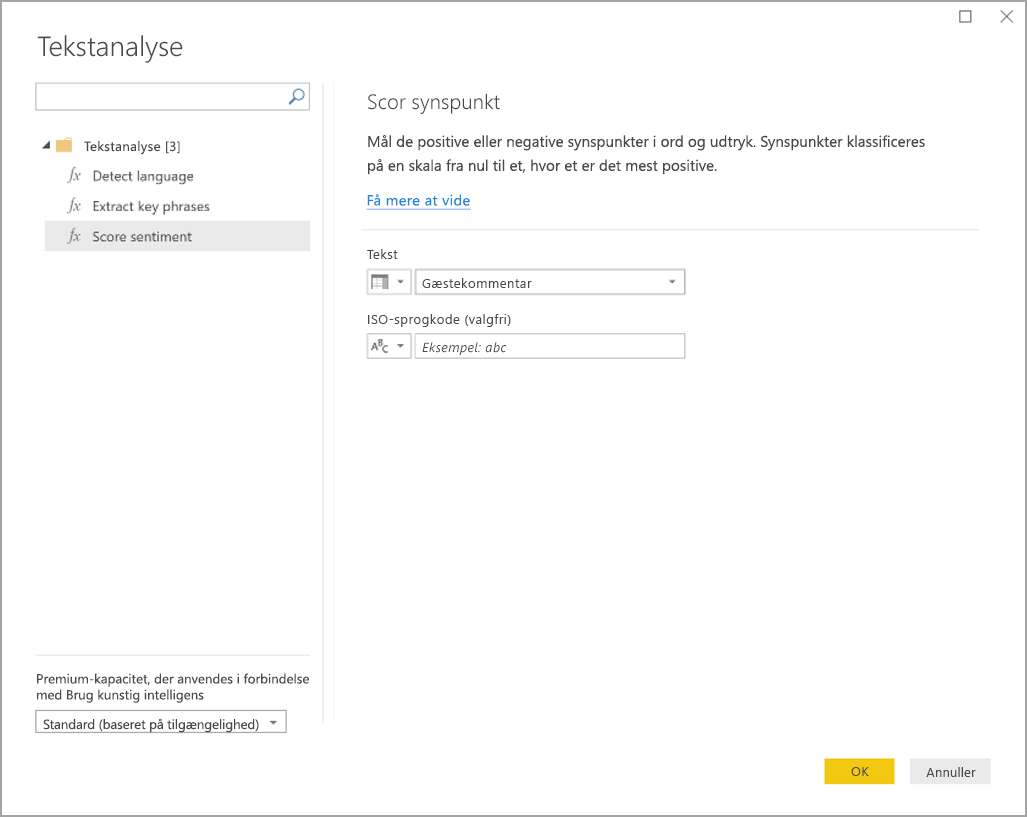 Tekstanalyse
Tekstanalyse [3]
fx Detect language
fx Extract key phrases
fx Score sentiment
Premium-kapacitet, der anvendes i forbindelse
med Brug kunstig intelligens
Standard (baseret på tilgængelighed)
Scor synspunkt
Mål de positive eller negative synspunkter i ord og udtryk. Synspunkter klassificeres
på en skala fra nul til et, hvor et er det mest positive.
Få mere at vide
Tekst
Gæstekommentar
ISO-sprogkode (valgfri)
ABC Eksempel: abc
OK Annuller